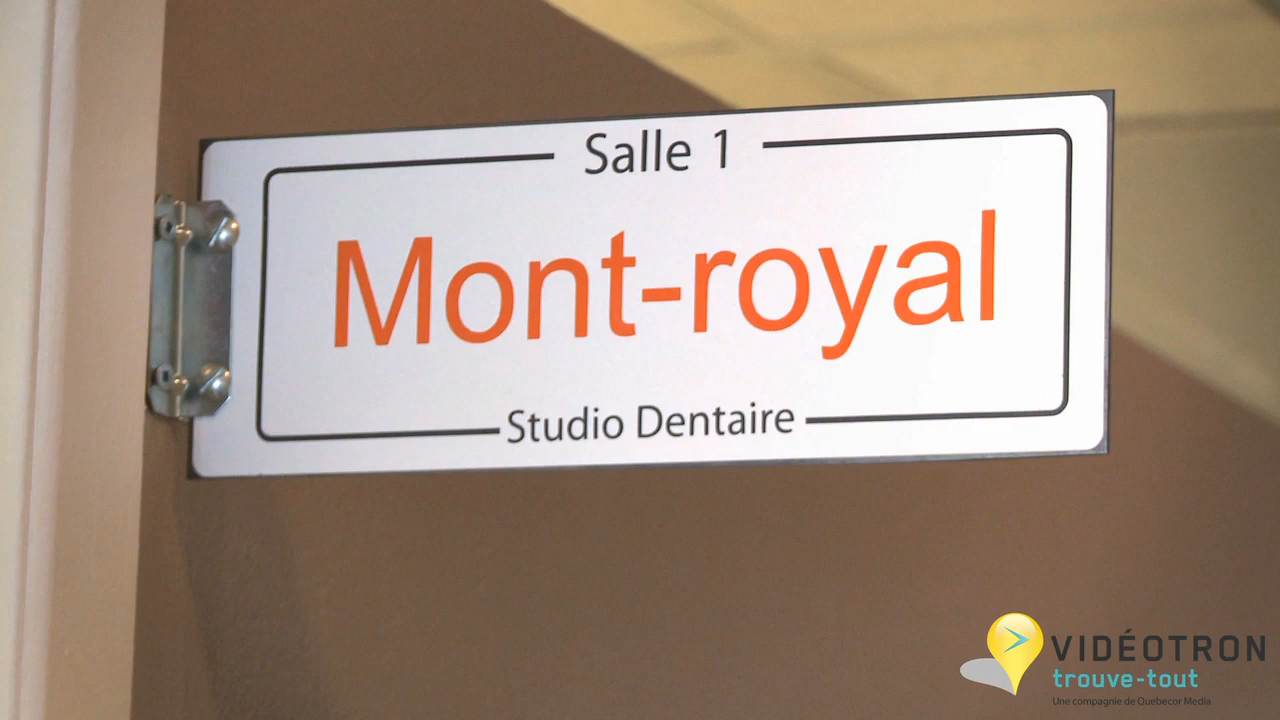 Salle 1
Mont-royal
Studio Dentaire
VIDÉOTRON
trouve-tout
Une compagnie de Quebecor Media